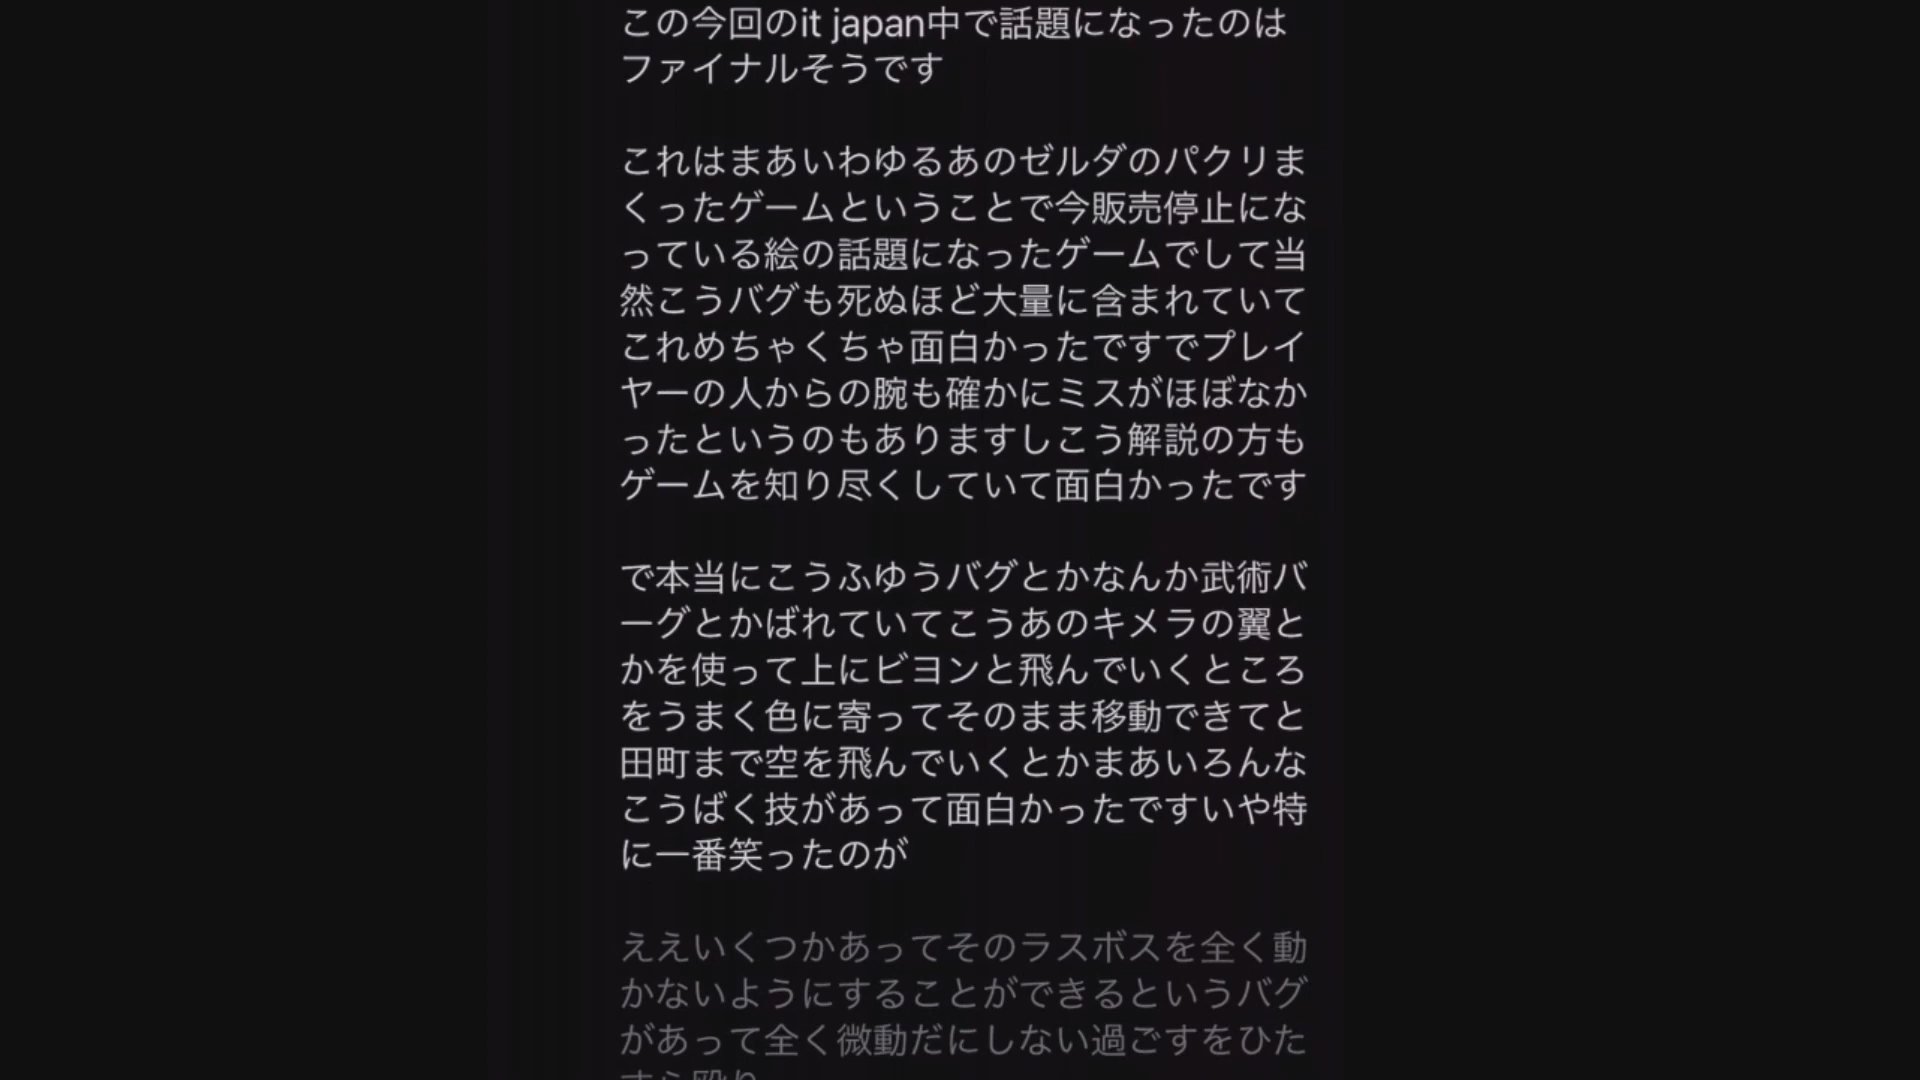 この今回のit japan中で話題になったのは
ファイナルそうです
これはまあいわゆるあのゼルダのパクリま
くったゲームということで今販売停止にな
っている絵の話題になったゲームでして当
然こうバグも死ぬほど大量に含まれていて
これめちゃくちゃ面白かったですでプレイ
ヤーの人からの腕も確かにミスがほぼなか
ったというのもありますしこう解説の方も
ゲームを知り尽くしていて面白かったです
で本当にこうふゆうバグとかなんか武術バ
ーグとかばれていてこうあのキメラの翼と
かを使って上にビヨンと飛んでいくところ
をうまく色に寄ってそのまま移動できてと
田町まで空を飛んでいくとかまあいろんな
こうばく技があって面白かったですいや特
に一番笑ったのが
ええいくつかあってそのラスボスを全く動
かないようにすることができるというバグ
があって全く微動だにしない過ごすをひた